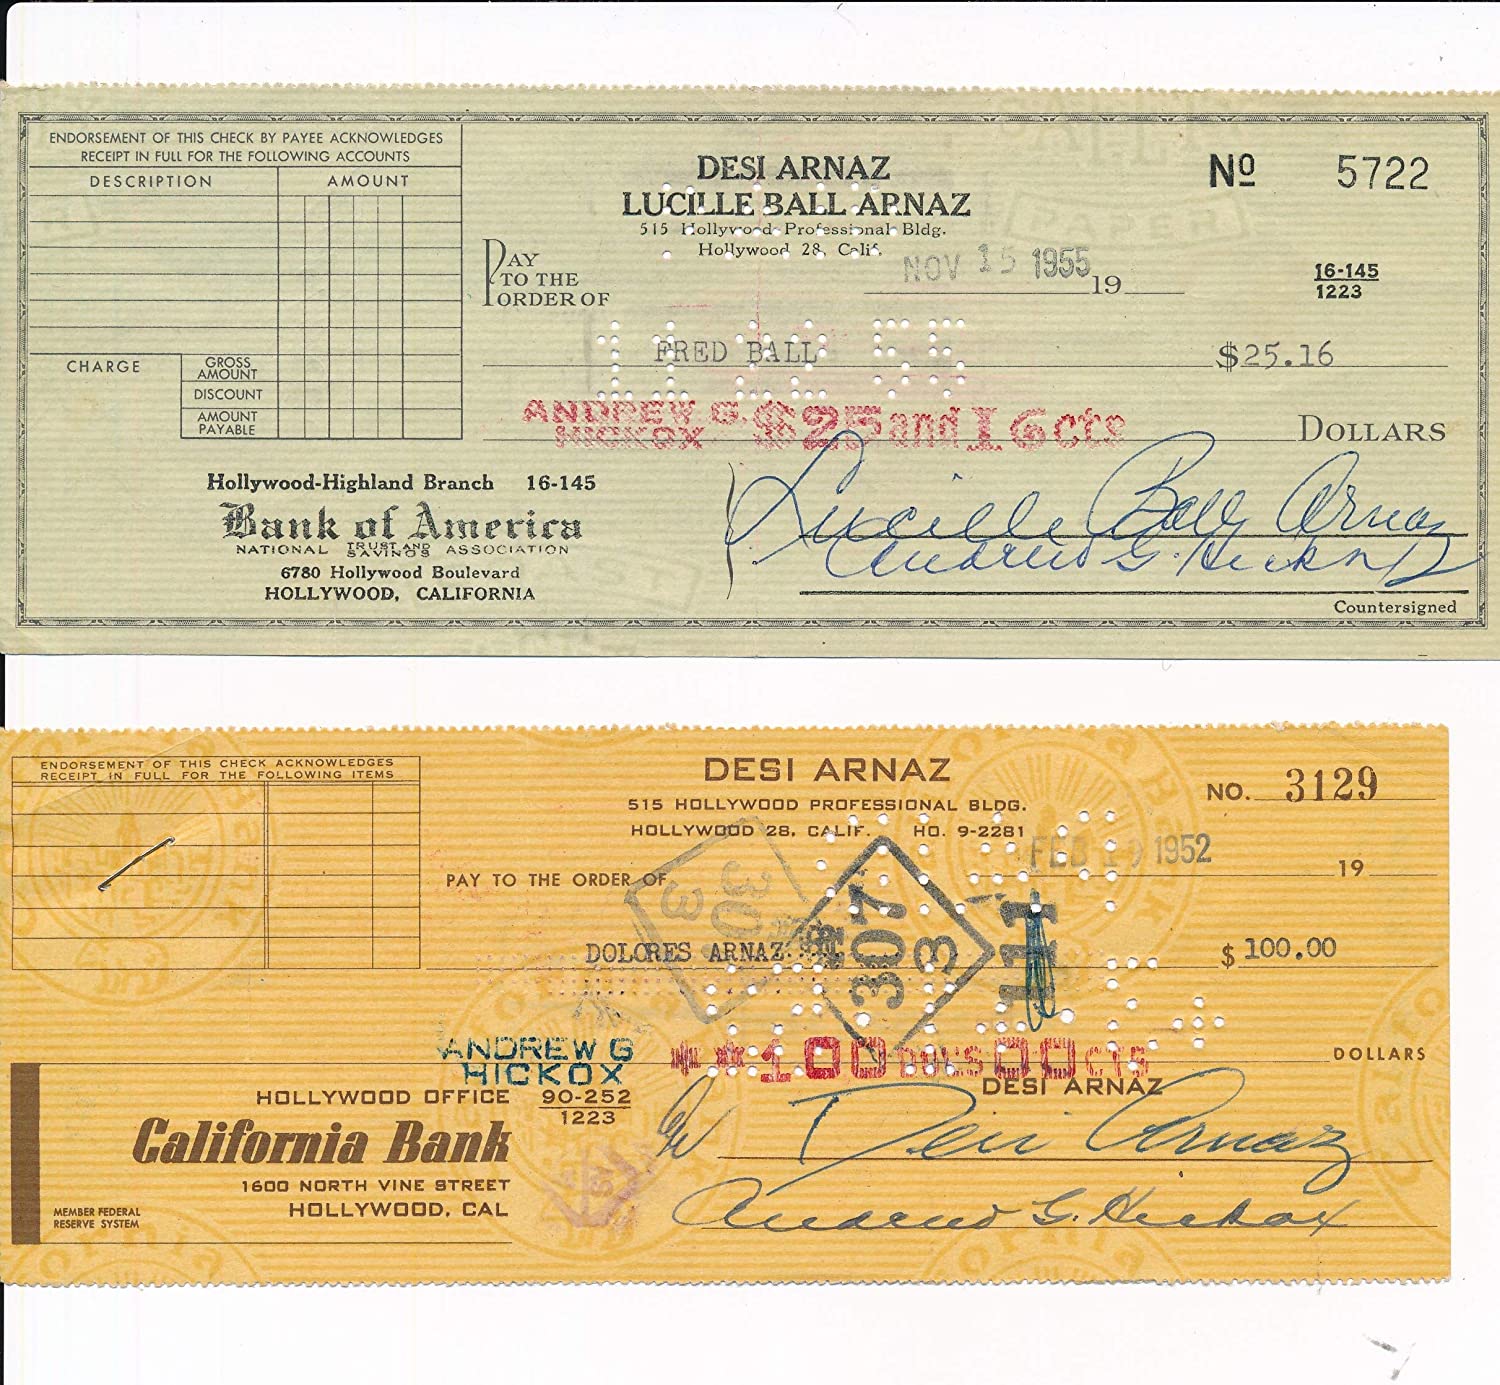 ENDORSEMENT OF THIS CHECK BY PAYEE ACKNOWLEDGES
RECEIPT IN FULL FOR THE FOLLOWING ACCOUNTS
DESCRIPTION AMOUNT
CHARGE
GROSS AMOUNT
DISCOUNT
AMOUNT PAYABLE
DESI ARNAZ
LUCILLE BALL ARNAZ
515 Hollywood Professional Bldg.
Hollywood 28, Calif.
Nº 5722
NOV 15 1955 19
16-145
1223
PAY
TO THE
ORDER OF
FRED BALL $25.16
11 55
ANDREW G. HICKOX $25 and 16 cts DOLLARS
Hollywood-Highland Branch 16-145
Bank of America
NATIONAL TRUST AND SAVINGS ASSOCIATION
6780 Hollywood Boulevard
HOLLYWOOD, CALIFORNIA
Lucille Ball Arnaz
Andrew G. Hickox
Countersigned
ENDORSEMENT OF THIS CHECK ACKNOWLEDGES
RECEIPT IN FULL FOR THE FOLLOWING ITEMS
DESI ARNAZ
515 HOLLYWOOD PROFESSIONAL BLDG.
HOLLYWOOD 28, CALIF. HO. 9-2281
NO. 3129
FEB 1952 19
PAY TO THE ORDER OF
DOLORES ARNAZ $100.00
307
3
111
ANDREW G
HICKOX
100 DOL'S 00 CTS DOLLARS
DESI ARNAZ
HOLLYWOOD OFFICE 90-252
1223
California Bank
1600 NORTH VINE STREET
HOLLYWOOD, CAL
MEMBER FEDERAL
RESERVE SYSTEM
Desi Arnaz
Andrew G. Hickox